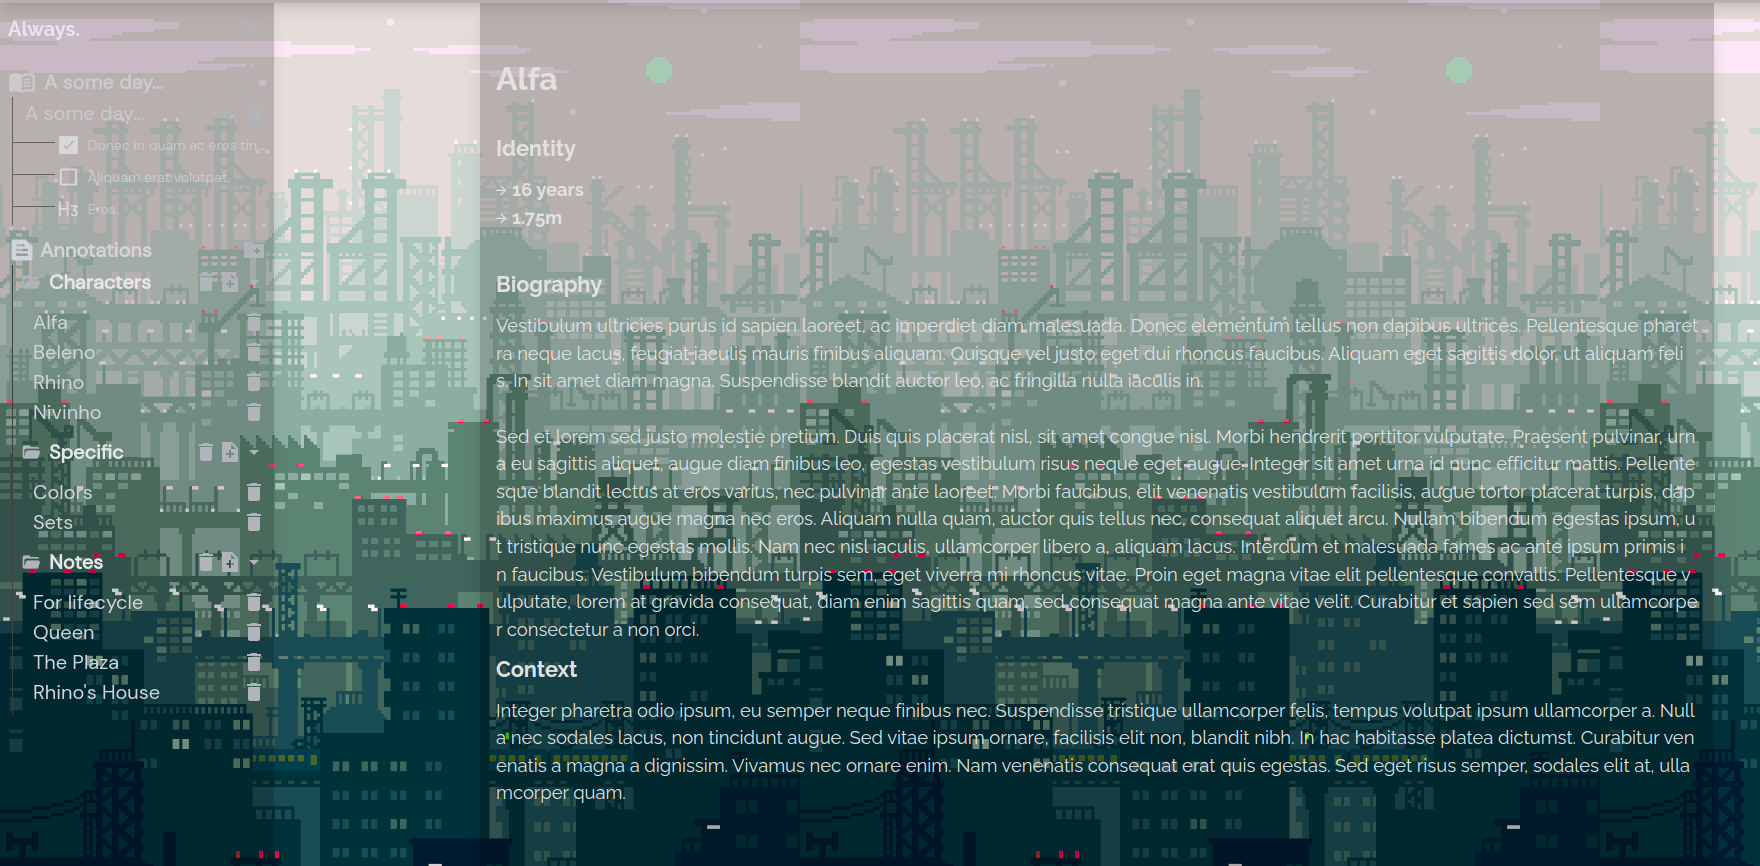 Always.
A some day...
A some day...
Donec in quam ac eros tin...
Aliquam erat volutpat.
H3 Eros.
Annotations
Characters
Alfa
Beleno
Rhino
Nivinho
Specific
Colors
Sets
Notes
For lifecycle
Queen
The Plaza
Rhino's House
Alfa
Identity
→ 16 years
→ 1.75m
Biography
Vestibulum ultricies purus id sapien laoreet, ac imperdiet diam malesuada. Donec elementum tellus non dapibus ultrices. Pellentesque pharet
ra neque lacus, feugiat iaculis mauris finibus aliquam. Quisque vel justo eget dui rhoncus faucibus. Aliquam eget sagittis dolor, ut aliquam feli
s. In sit amet diam magna. Suspendisse blandit auctor leo, ac fringilla nulla iaculis in.
Sed et lorem sed justo molestie pretium. Duis quis placerat nisl, sit amet congue nisl. Morbi hendrerit porttitor vulputate. Praesent pulvinar, urn
a eu sagittis aliquet, augue diam finibus leo, egestas vestibulum risus neque eget augue. Integer sit amet urna id nunc efficitur mattis. Pellente
sque blandit lectus at eros varius, nec pulvinar ante laoreet. Morbi faucibus, elit venenatis vestibulum facilisis, augue tortor placerat turpis, dap
ibus maximus augue magna nec eros. Aliquam nulla quam, auctor quis tellus nec, consequat aliquet arcu. Nullam bibendum egestas ipsum, u
t tristique nunc egestas mollis. Nam nec nisl iaculis, ullamcorper libero a, aliquam lacus. Interdum et malesuada fames ac ante ipsum primis i
n faucibus. Vestibulum bibendum turpis sem, eget viverra mi rhoncus vitae. Proin eget magna vitae elit pellentesque convallis. Pellentesque v
ulputate, lorem at gravida consequat, diam enim sagittis quam, sed consequat magna ante vitae velit. Curabitur et sapien sed sem ullamcorpe
r consectetur a non orci.
Context
Integer pharetra odio ipsum, eu semper neque finibus nec. Suspendisse tristique ullamcorper felis, tempus volutpat ipsum ullamcorper a. Null
a nec sodales lacus, non tincidunt augue. Sed vitae ipsum ornare, facilisis elit non, blandit nibh. In hac habitasse platea dictumst. Curabitur ven
enatis a magna a dignissim. Vivamus nec ornare enim. Nam venenatis consequat erat quis egestas. Sed eget risus semper, sodales elit at, ulla
mcorper quam.